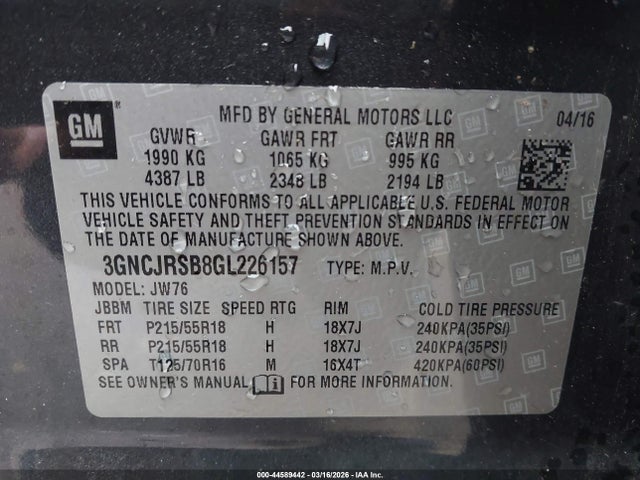 GM
MFD BY GENERAL MOTORS LLC 04/16
GVWR GAWR FRT GAWR RR
1990 KG 1065 KG 995 KG
4387 LB 2348 LB 2194 LB
THIS VEHICLE CONFORMS TO ALL APPLICABLE U.S. FEDERAL MOTOR
VEHICLE SAFETY AND THEFT PREVENTION STANDARDS IN EFFECT ON
THE DATE OF MANUFACTURE SHOWN ABOVE.
3GNCJRSB8GL226157 TYPE: M.P.V.
MODEL: JW76
JBBM TIRE SIZE SPEED RTG RIM COLD TIRE PRESSURE
FRT P215/55R18 H 18X7J 240KPA(35PSI)
RR P215/55R18 H 18X7J 240KPA(35PSI)
SPA T125/70R16 M 16X4T 420KPA(60PSI)
SEE OWNER'S MANUAL FOR MORE INFORMATION
000-44589442 - 03/16/2026 - IAA Inc.